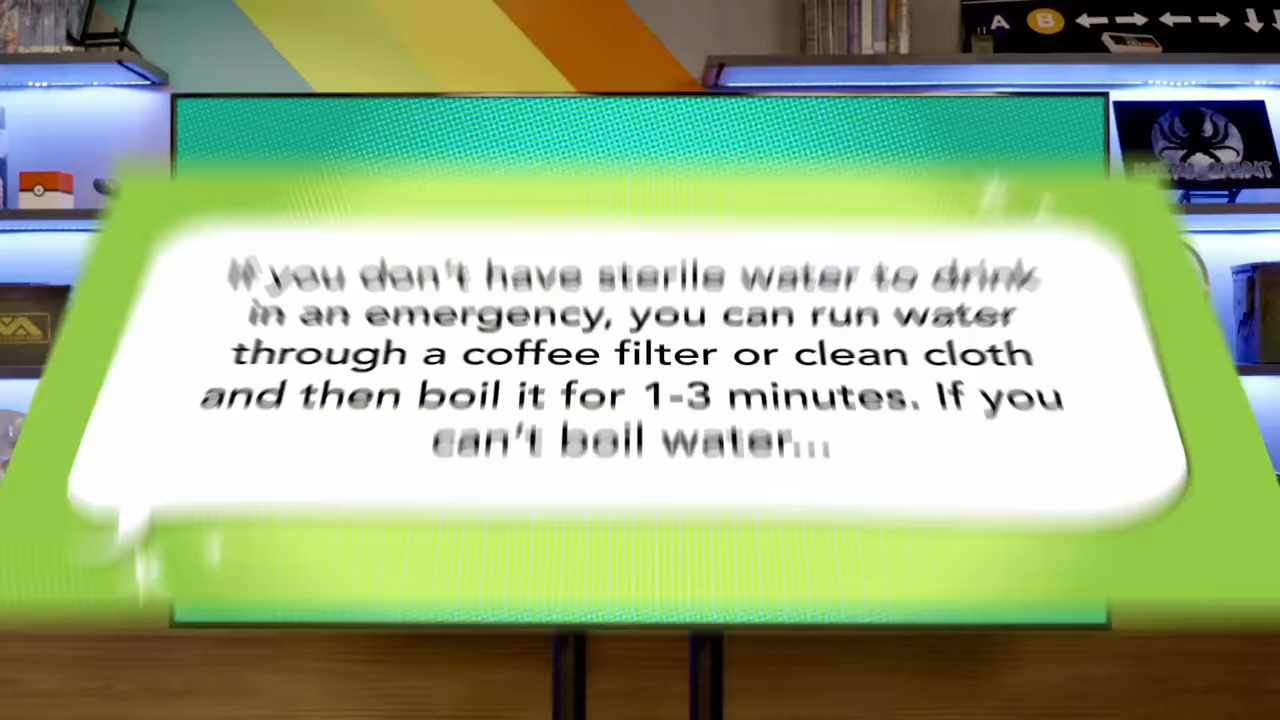 A B
If you don't have sterile water to drink
in an emergency, you can run water
through a coffee filter or clean cloth
and then boil it for 1-3 minutes. If you
can't boil water...